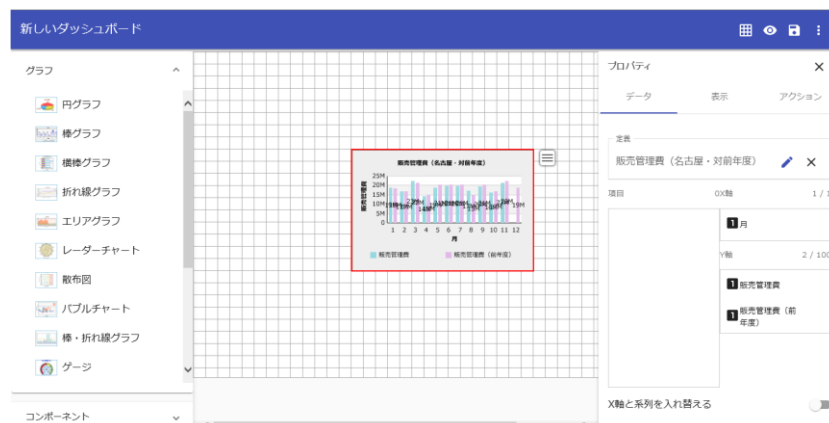 新しいダッシュボード
グラフ
円グラフ
棒グラフ
横棒グラフ
折れ線グラフ
エリアグラフ
レーダーチャート
散布図
バブルチャート
棒・折れ線グラフ
ゲージ
コンポーネント
販売管理費（名古屋・対前年度）
販売管理費
25M
20M
15M
10M
5M
0
1 2 3 4 5 6 7 8 9 10 11 12
月
販売管理費
販売管理費（前年度）
プロパティ
データ
表示
アクション
定義
販売管理費（名古屋・対前年度）
項目
0X軸
1 / 1
1 月
Y軸
2 / 100
1 販売管理費
1 販売管理費（前
年度）
X軸と系列を入れ替える